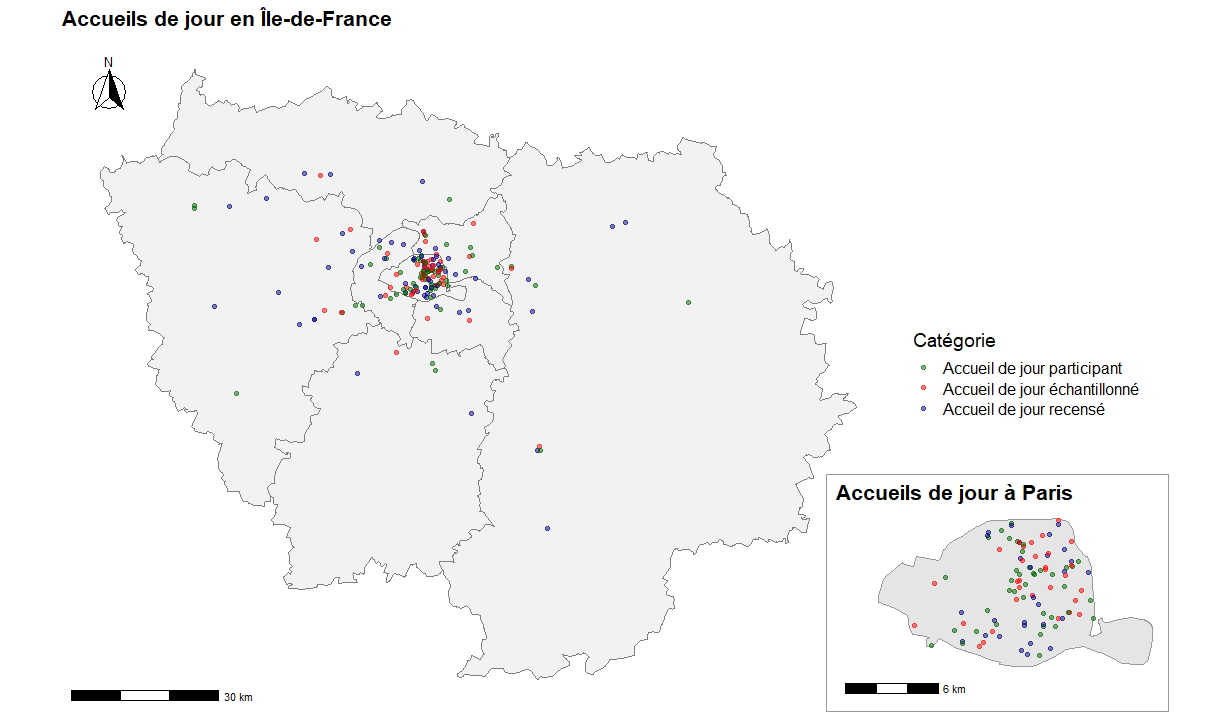 Accueils de jour en Île-de-France
N
Catégorie
Accueil de jour participant
Accueil de jour échantillonné
Accueil de jour recensé
Accueils de jour à Paris
6 km
30 km